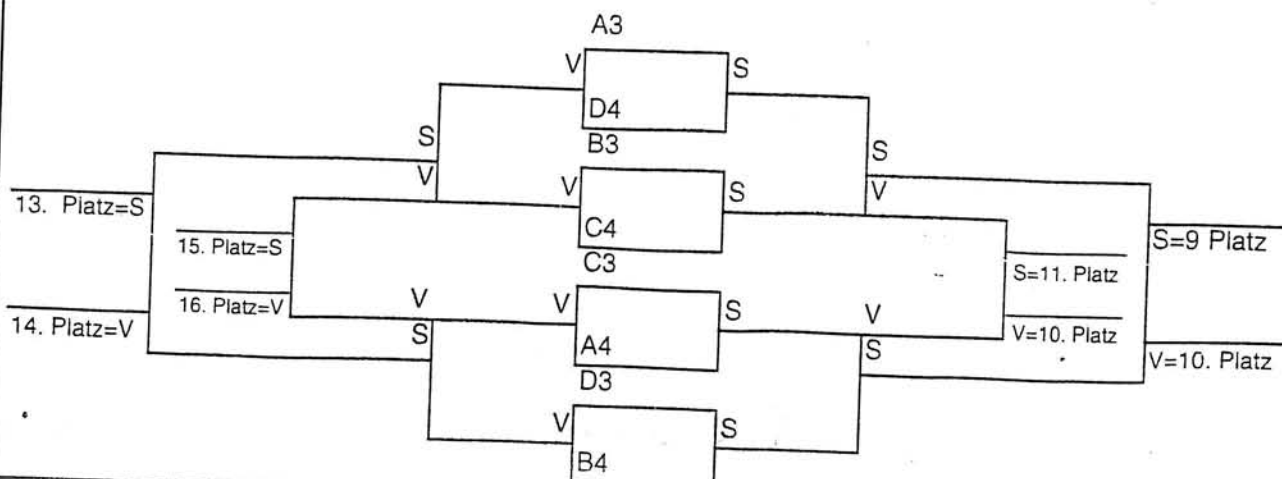 A3
V
S
D4
B3
S
V
V
S
S
V
13. Platz=S
15. Platz=S
C4
C3
S=9 Platz
S=11. Platz
16. Platz=V
14. Platz=V
V
S
V
S
A4
D3
V
S
V=10. Platz
V=10. Platz
V
S
B4